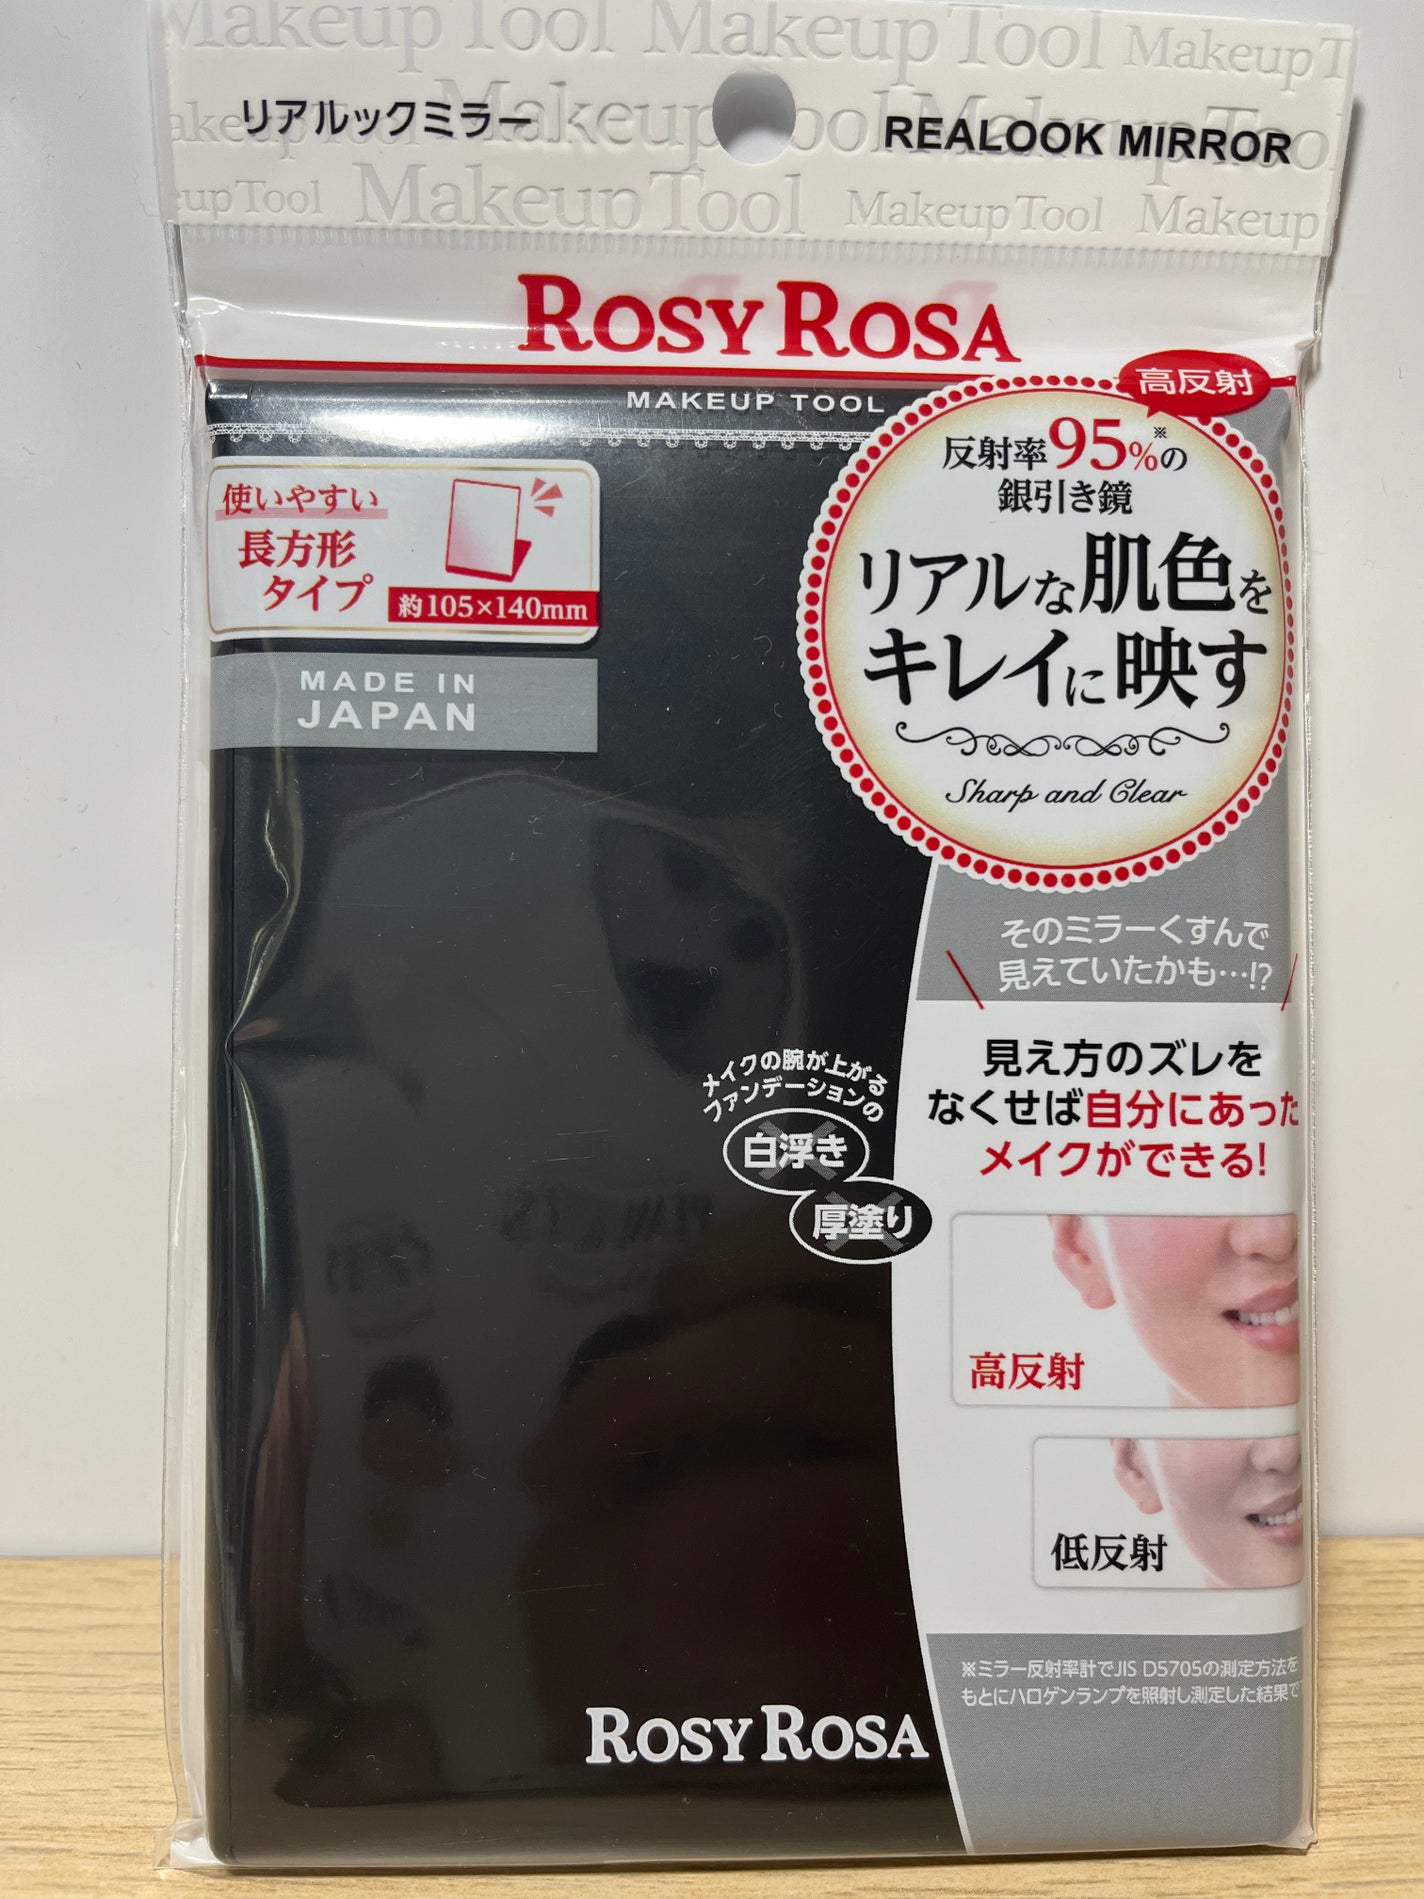 Makeup Tool Makeup Tool Makeup T
リアルックミラー
REALOOK MIRROR
Makeup Tool Makeup Tool Makeup
ROSY ROSA
MAKEUP TOOL
高反射
反射率95%※の
銀引き鏡
リアルな肌色を
キレイに映す
Sharp and Clear
使いやすい
長方形
タイプ
約105×140mm
MADE IN
JAPAN
そのミラーくすんで
見えていたかも…!?
見え方のズレを
なくせば自分にあった
メイクができる!
メイクの腕が上がる
ファンデーションの
白浮き
厚塗り
高反射
低反射
※ミラー反射率計でJIS D5705の測定方法を
もとにハロゲンランプを照射し測定した結果で
ROSY ROSA